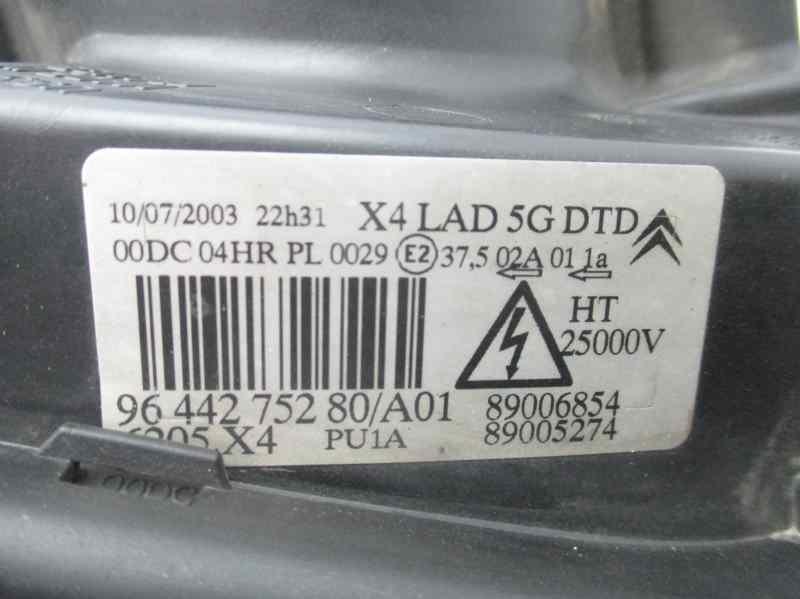 10/07/2003 22h31 X4 LAD 5G DTD
00DC 04HR PL 0029 E2 37,5 02A 01 1a
HT
25000V
96 442 752 80/A01 89006854
6205 X4 PU1A 89005274